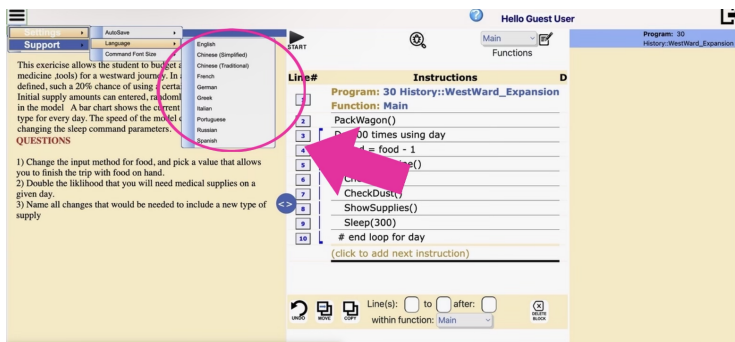 Hello Guest User
Settings
Support
AutoSave
Language
Command Font Size
English
Chinese (Simplified)
Chinese (Traditional)
French
German
Greek
Italian
Portuguese
Russian
Spanish
This exercise allows the student to budget
medicine ,tools) for a westward journey. In
defined, such a 20% chance of using a certa
Initial supply amounts can entered, randoml
in the model A bar chart shows the current
type for every day. The speed of the model
changing the sleep command parameters.
QUESTIONS
1) Change the input method for food, and pick a value that allows
you to finish the trip with food on hand.
2) Double the liklihood that you will need medical supplies on a
given day.
3) Name all changes that would be needed to include a new type of
supply
START
Main
Functions
Line# Instructions D
1 Program: 30 History::WestWard_Expansion
Function: Main
2 PackWagon()
3 00 times using day
4 = food - 1
5
6
7 CheckDust()
8 ShowSupplies()
9 Sleep(300)
10 # end loop for day
(click to add next instruction)
UNDO MOVE COPY
Line(s): to after:
within function: Main
DELETE
BLOCK
Program: 30
History::WestWard_Expansion